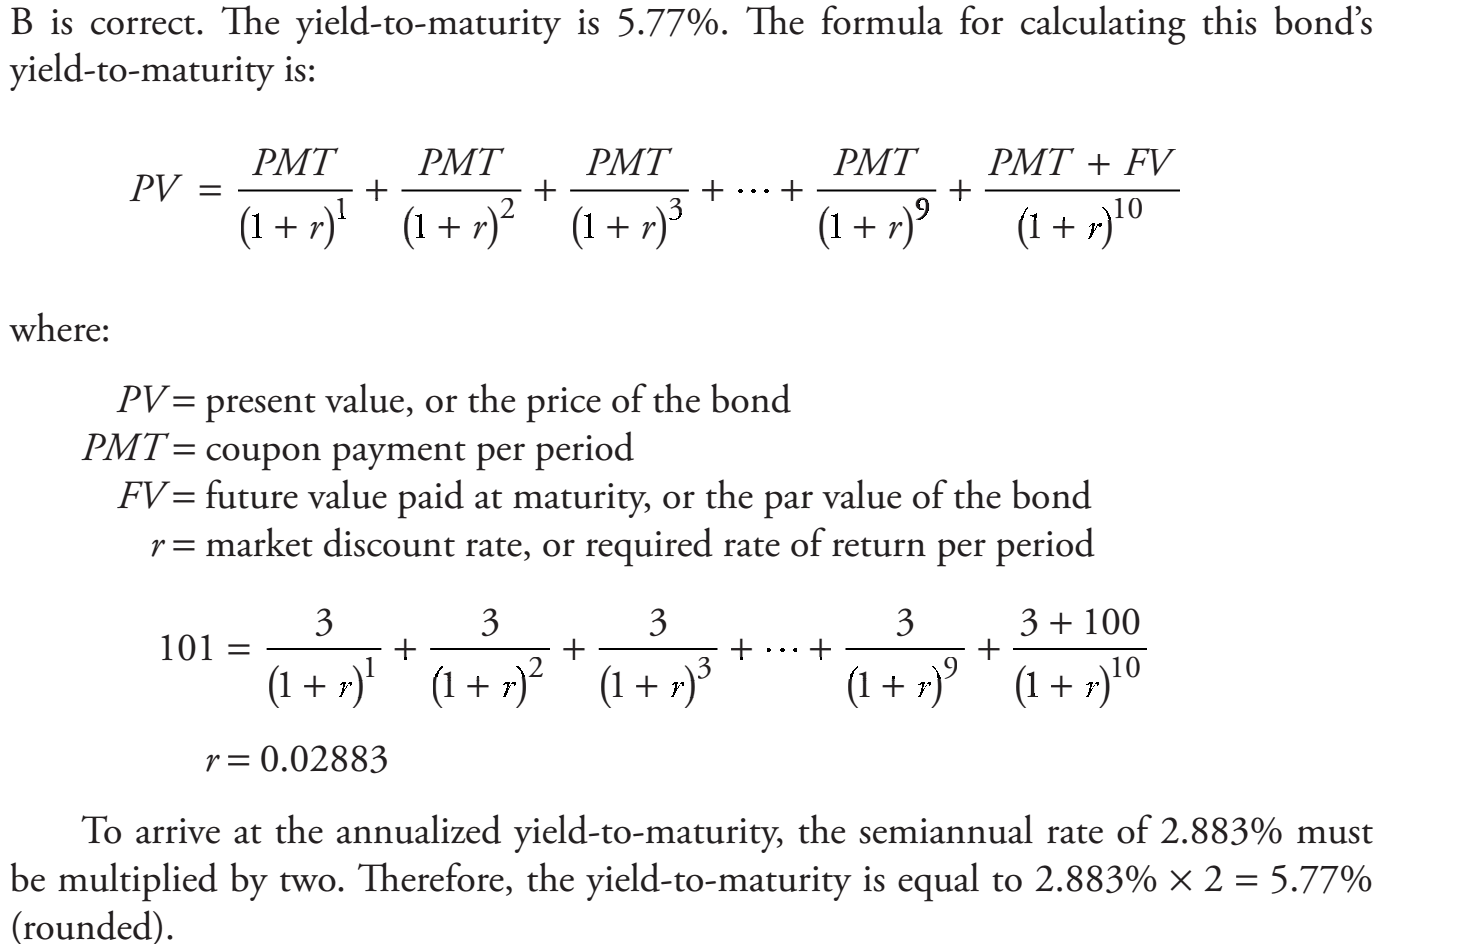 B is correct. The yield-to-maturity is 5.77%. The formula for calculating this bond’s
yield-to-maturity is:
PV = PMT/(1 + r)^1 + PMT/(1 + r)^2 + PMT/(1 + r)^3 + ⋯ + PMT/(1 + r)^9 + (PMT + FV)/(1 + r)^10
where:
PV = present value, or the price of the bond
PMT = coupon payment per period
FV = future value paid at maturity, or the par value of the bond
r = market discount rate, or required rate of return per period
101 = 3/(1 + r)^1 + 3/(1 + r)^2 + 3/(1 + r)^3 + ⋯ + 3/(1 + r)^9 + (3 + 100)/(1 + r)^10
r = 0.02883
To arrive at the annualized yield-to-maturity, the semiannual rate of 2.883% must
be multiplied by two. Therefore, the yield-to-maturity is equal to 2.883% × 2 = 5.77%
(rounded).